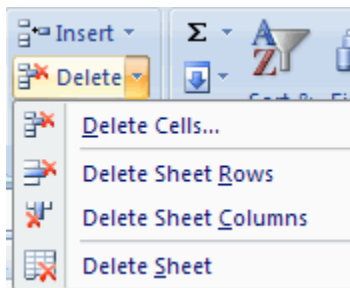 Insert
Σ
A
Z
Delete
Delete Cells...
Delete Sheet Rows
Delete Sheet Columns
Delete Sheet